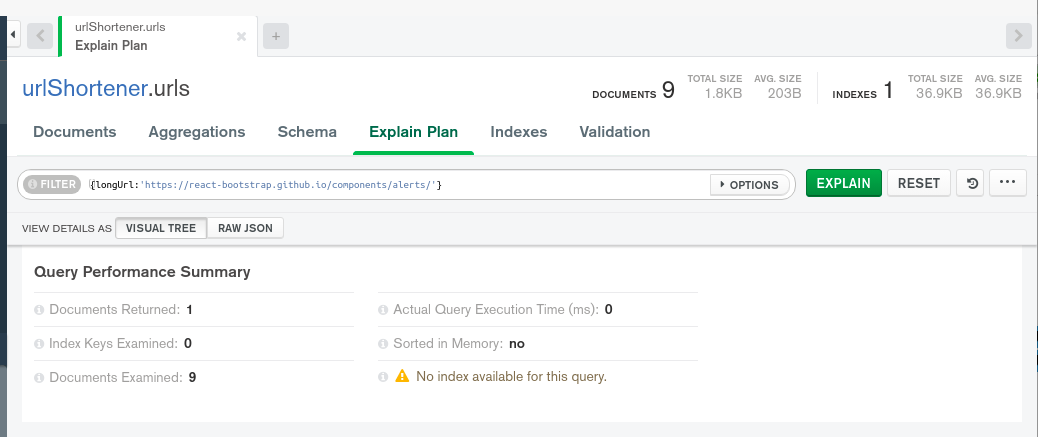 urlShortener.urls
Explain Plan
urlShortener.urls
DOCUMENTS 9 TOTAL SIZE 1.8KB AVG. SIZE 203B INDEXES 1 TOTAL SIZE 36.9KB AVG. SIZE 36.9KB
Documents Aggregations Schema Explain Plan Indexes Validation
FILTER {longUrl:'https://react-bootstrap.github.io/components/alerts/'} OPTIONS EXPLAIN RESET ...
VIEW DETAILS AS VISUAL TREE RAW JSON
Query Performance Summary
Documents Returned: 1
Actual Query Execution Time (ms): 0
Index Keys Examined: 0
Sorted in Memory: no
Documents Examined: 9
No index available for this query.